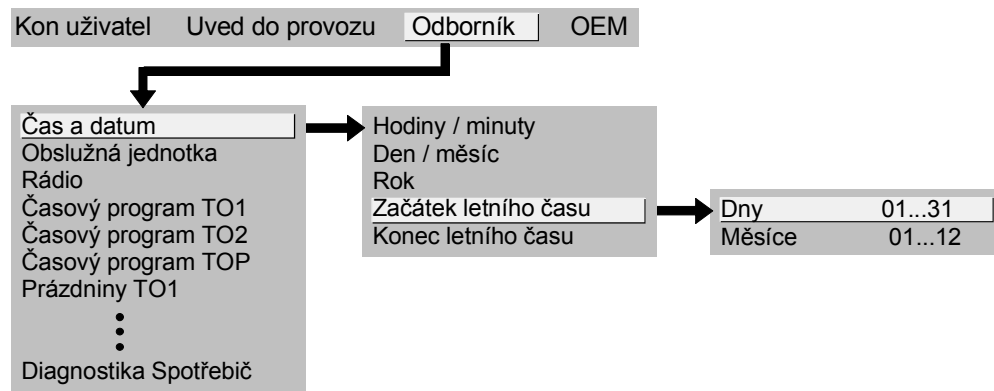 Kon uživatel Uved do provozu Odborník OEM
Čas a datum
Obslužná jednotka
Rádio
Časový program TO1
Časový program TO2
Časový program TOP
Prázdniny TO1
Diagnostika Spotřebič
Hodiny / minuty
Den / měsíc
Rok
Začátek letního času
Konec letního času
Dny 01...31
Měsíce 01...12